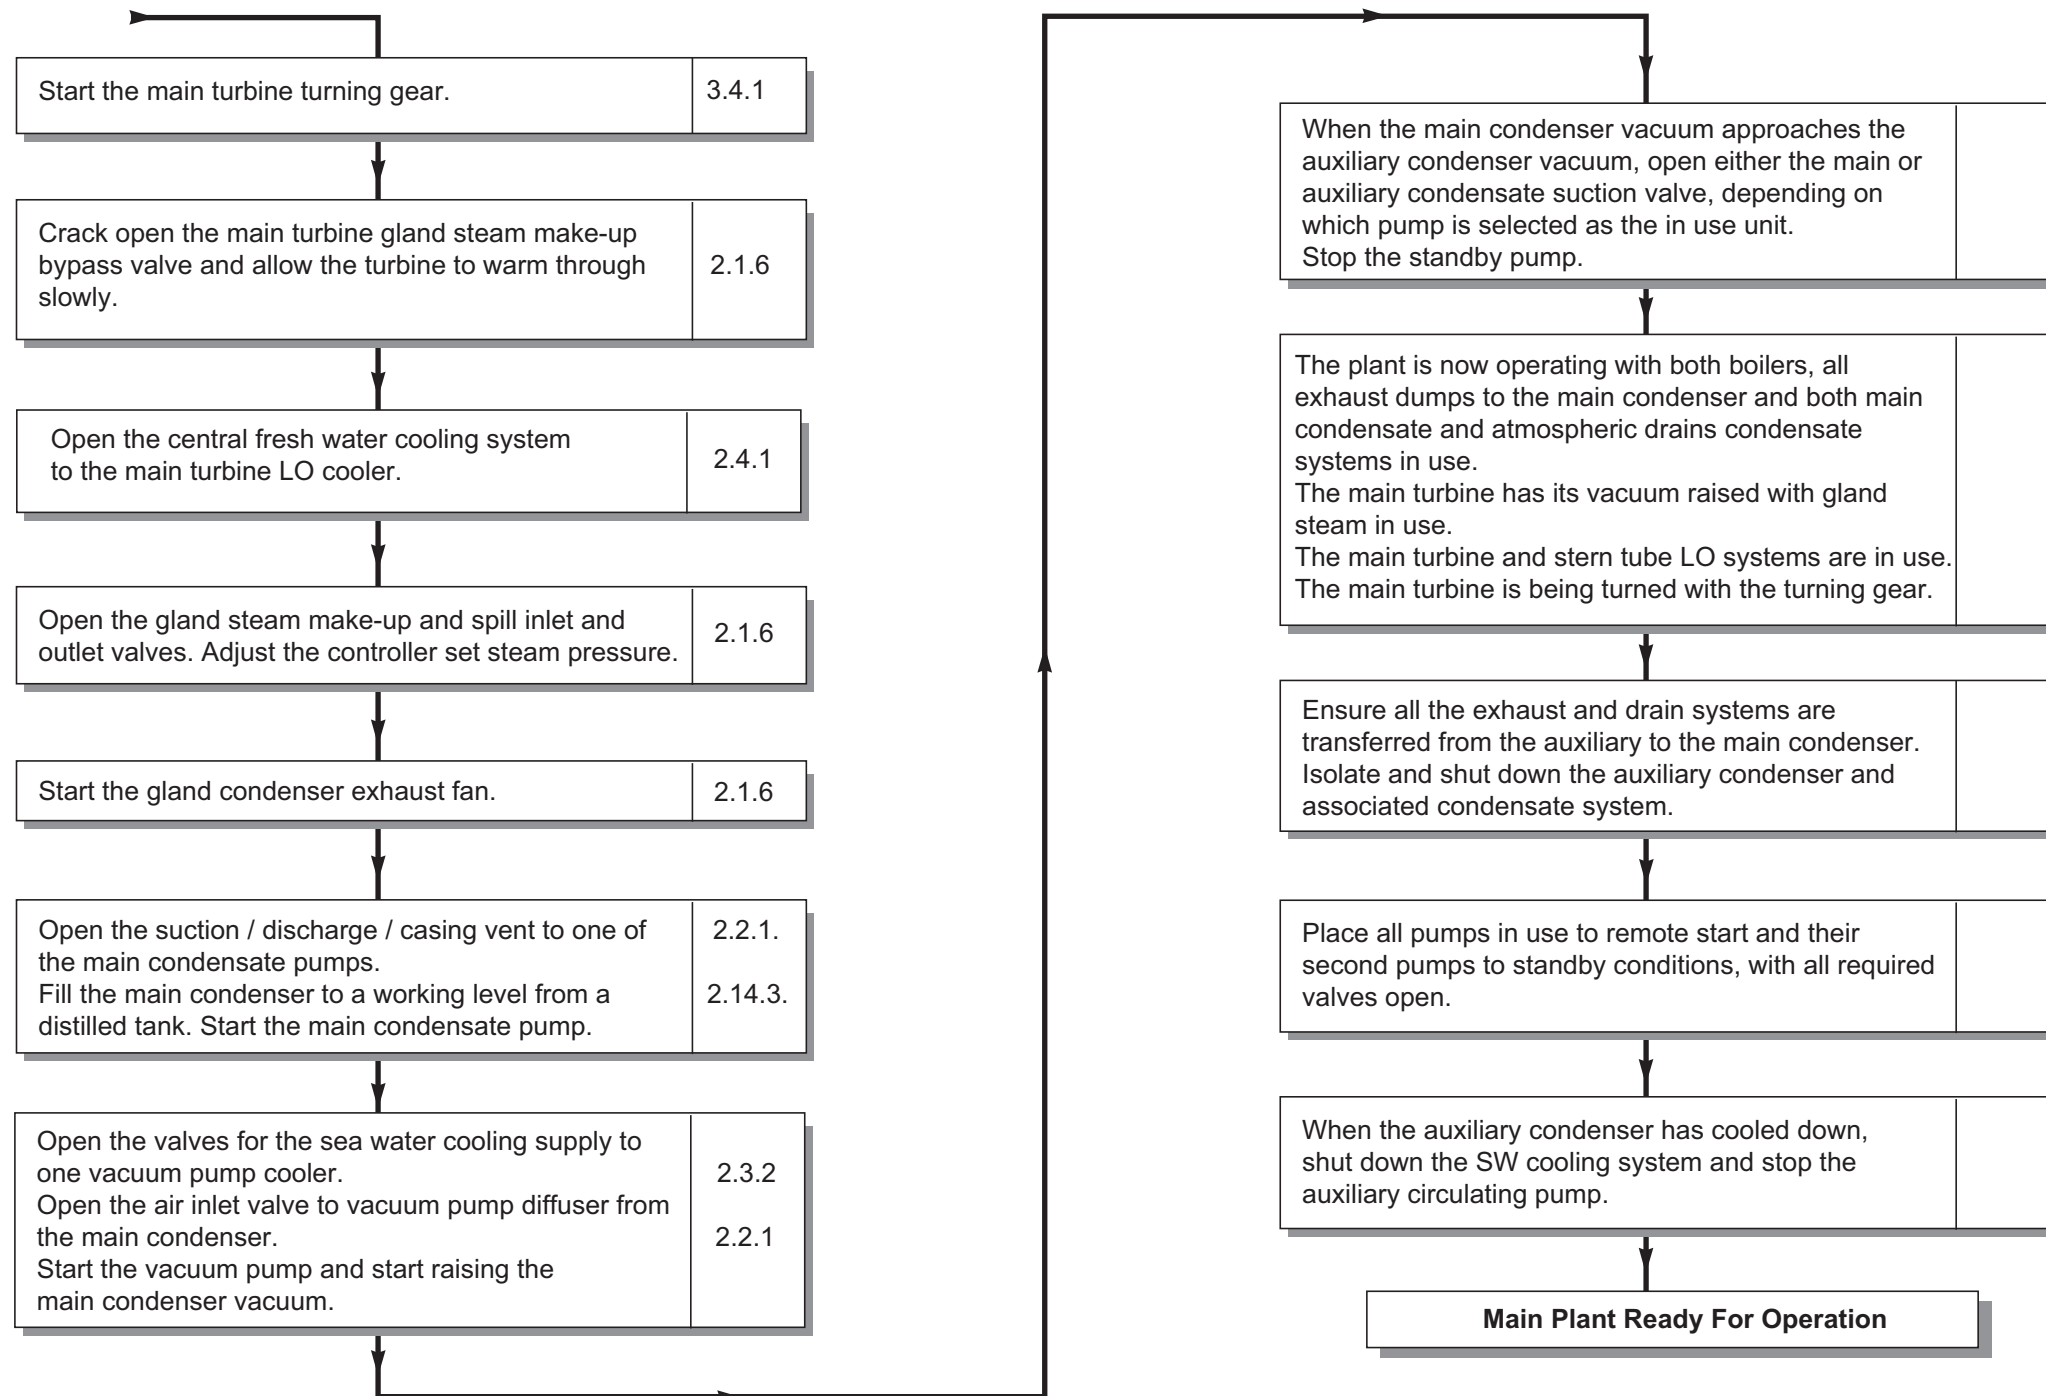 Start the main turbine turning gear.
3.4.1
Crack open the main turbine gland steam make-up
bypass valve and allow the turbine to warm through
slowly.
2.1.6
Open the central fresh water cooling system
to the main turbine LO cooler.
2.4.1
Open the gland steam make-up and spill inlet and
outlet valves. Adjust the controller set steam pressure.
2.1.6
Start the gland condenser exhaust fan.
2.1.6
Open the suction / discharge / casing vent to one of
the main condensate pumps.
Fill the main condenser to a working level from a
distilled tank. Start the main condensate pump.
2.2.1.
2.14.3.
Open the valves for the sea water cooling supply to
one vacuum pump cooler.
Open the air inlet valve to vacuum pump diffuser from
the main condenser.
Start the vacuum pump and start raising the
main condenser vacuum.
2.3.2
2.2.1
When the main condenser vacuum approaches the
auxiliary condenser vacuum, open either the main or
auxiliary condensate suction valve, depending on
which pump is selected as the in use unit.
Stop the standby pump.
The plant is now operating with both boilers, all
exhaust dumps to the main condenser and both main
condensate and atmospheric drains condensate
systems in use.
The main turbine has its vacuum raised with gland
steam in use.
The main turbine and stern tube LO systems are in use.
The main turbine is being turned with the turning gear.
Ensure all the exhaust and drain systems are
transferred from the auxiliary to the main condenser.
Isolate and shut down the auxiliary condenser and
associated condensate system.
Place all pumps in use to remote start and their
second pumps to standby conditions, with all required
valves open.
When the auxiliary condenser has cooled down,
shut down the SW cooling system and stop the
auxiliary circulating pump.
Main Plant Ready For Operation